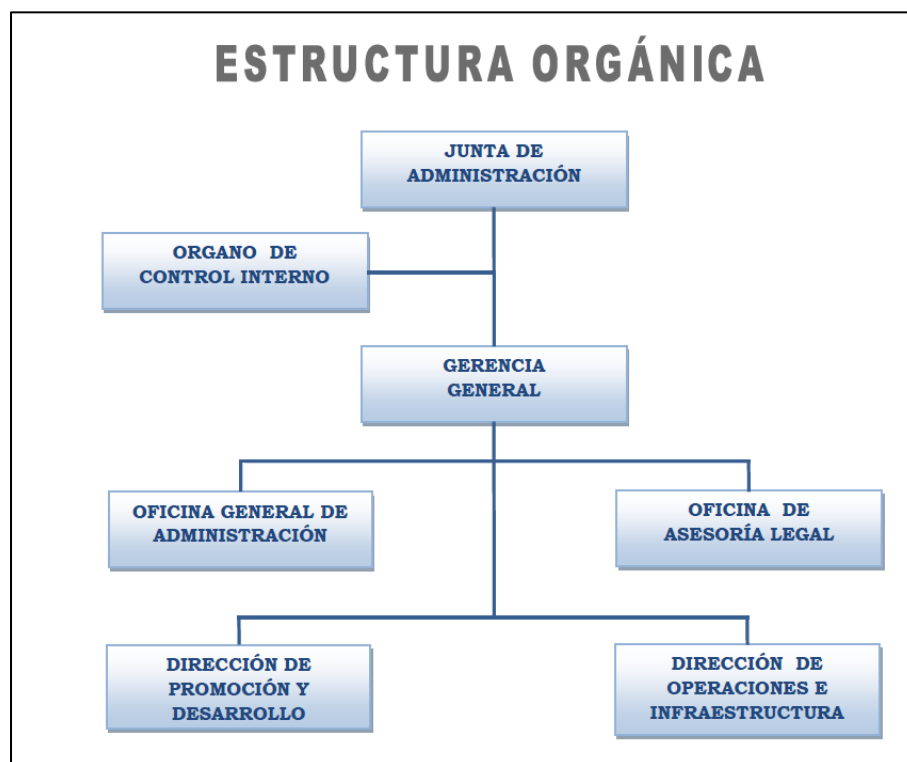 ESTRUCTURA ORGÁNICA
JUNTA DE
ADMINISTRACIÓN
ORGANO DE
CONTROL INTERNO
GERENCIA
GENERAL
OFICINA GENERAL DE
ADMINISTRACIÓN
OFICINA DE
ASESORÍA LEGAL
DIRECCIÓN DE
PROMOCIÓN Y
DESARROLLO
DIRECCIÓN DE
OPERACIONES E
INFRAESTRUCTURA